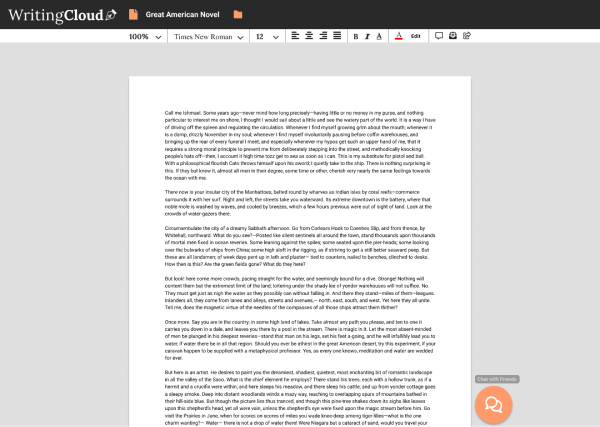 WritingCloud Great American Novel
100% Times New Roman 12 B I A A Edit
Call me Ishmael. Some years ago—never mind how long precisely—having little or no money in my purse, and nothing
particular to interest me on shore, I thought I would sail about a little and see the watery part of the world. It is a way I have
of driving off the spleen and regulating the circulation. Whenever I find myself growing grim about the mouth; whenever it
is a damp, drizzly November in my soul; whenever I find myself involuntarily pausing before coffin warehouses, and
bringing up the rear of every funeral I meet; and especially whenever my hypos get such an upper hand of me, that it
requires a strong moral principle to prevent me from deliberately stepping into the street, and methodically knocking
people's hats off—then, I account it high time tozz get to sea as soon as I can. This is my substitute for pistol and ball.
With a philosophical flourish Cato throws himself upon his sword; I quietly take to the ship. There is nothing surprising in
this. If they but knew it, almost all men in their degree, some time or other, cherish very nearly the same feelings towards
the ocean with me.
There now is your insular city of the Manhattoes, belted round by wharves as Indian isles by coral reefs—commerce
surrounds it with her surf. Right and left, the streets take you waterward. Its extreme downtown is the battery, where that
noble mole is washed by waves, and cooled by breezes, which a few hours previous were out of sight of land. Look at the
crowds of water-gazers there.
Circumambulate the city of a dreamy Sabbath afternoon. Go from Corlears Hook to Coenties Slip, and from thence, by
Whitehall, northward. What do you see?—Posted like silent sentinels all around the town, stand thousands upon thousands
of mortal men fixed in ocean reveries. Some leaning against the spiles; some seated upon the pier-heads; some looking
over the bulwarks of ships from China; some high aloft in the rigging, as if striving to get a still better seaward peep. But
these are all landsmen; of week days pent up in lath and plaster— tied to counters, nailed to benches, clinched to desks.
How then is this? Are the green fields gone? What do they here?
But look! here come more crowds, pacing straight for the water, and seemingly bound for a dive. Strange! Nothing will
content them but the extremest limit of the land; loitering under the shady lee of yonder warehouses will not suffice. No.
They must get just as nigh the water as they possibly can without falling in. And there they stand—miles of them—leagues.
Inlanders all, they come from lanes and alleys, streets and avenues,— north, east, south, and west. Yet here they all unite.
Tell me, does the magnetic virtue of the needles of the compasses of all those ships attract them thither?
Once more. Say you are in the country; in some high land of lakes. Take almost any path you please, and ten to one it
carries you down in a dale, and leaves you there by a pool in the stream. There is magic in it. Let the most absent-minded
of men be plunged in his deepest reveries—stand that man on his legs, set his feet a-going, and he will infallibly lead you to
water, if water there be in all that region. Should you ever be athirst in the great American desert, try this experiment, if your
caravan happen to be supplied with a metaphysical professor. Yes, as every one knows, meditation and water are wedded
for ever.
But here is an artist. He desires to paint you the dreamiest, shadiest, quietest, most enchanting bit of romantic landscape
in all the valley of the Saco. What is the chief element he employs? There stand his trees, each with a hollow trunk, as if a
hermit and a crucifix were within; and here sleeps his meadow, and there sleep his cattle; and up from yonder cottage goes
a sleepy smoke. Deep into distant woodlands winds a mazy way, reaching to overlapping spurs of mountains bathed in
their hill-side blue. But though the picture lies thus tranced, and though this pine-tree shakes down its sighs like leaves
upon this shepherd's head, yet all were vain, unless the shepherd's eye were fixed upon the magic stream before him. Go
visit the Prairies in June, when for scores on scores of miles you wade knee-deep among tiger-lilies—what is the one
charm wanting?— Water— there is not a drop of water there! Were Niagara but a cataract of sand, would you travel your
Chat with Friends